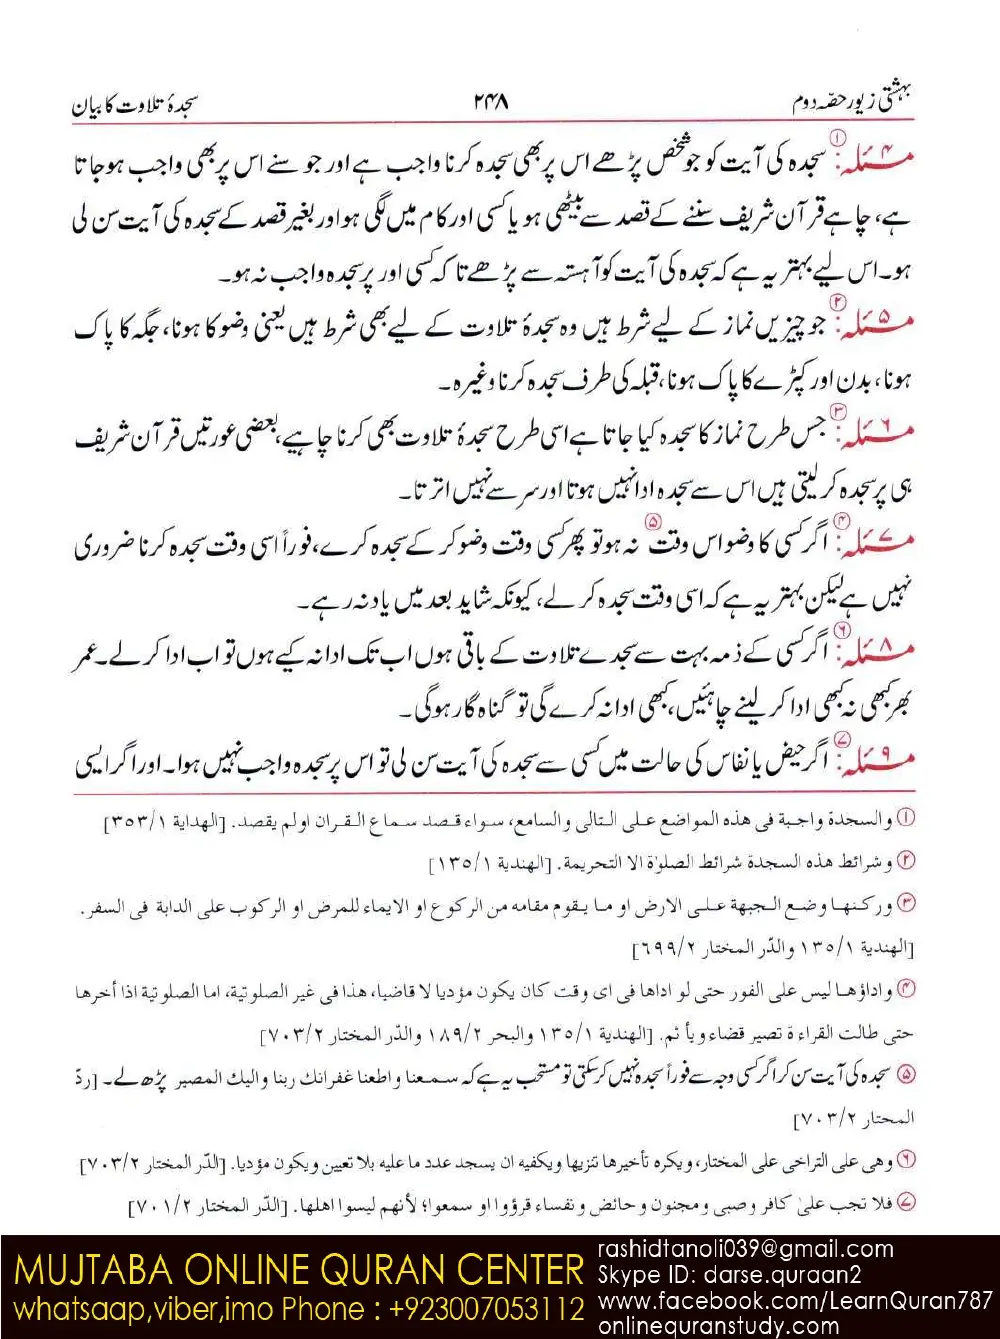 بہشتی زیور حصّہ دوم ۲۴۸ سجدۂ تلاوت کا بیان
مسئلہ۴:① سجدہ کی آیت کو جو شخص پڑھے اس پر بھی سجدہ کرنا واجب ہے اور جو سنے اس پر بھی واجب ہو جاتا
ہے، چاہے قرآن شریف سننے کے قصد سے بیٹھی ہو یا کسی اور کام میں لگی ہو اور بغیر قصد کے سجدہ کی آیت سن لی
ہو۔ اس لیے بہتر یہ ہے کہ سجدہ کی آیت کو آہستہ سے پڑھے تا کہ کسی اور پر سجدہ واجب نہ ہو۔
مسئلہ۵:② جو چیزیں نماز کے لیے شرط ہیں وہ سجدۂ تلاوت کے لیے بھی شرط ہیں یعنی وضو کا ہونا، جگہ کا پاک
ہونا، بدن اور کپڑے کا پاک ہونا، قبلہ کی طرف سجدہ کرنا وغیرہ۔
مسئلہ۶:③ جس طرح نماز کا سجدہ کیا جاتا ہے اسی طرح سجدۂ تلاوت بھی کرنا چاہیے، بعضی عورتیں قرآن شریف
ہی پر سجدہ کر لیتی ہیں اس سے سجدہ ادا نہیں ہوتا اور سر سے نہیں اترتا۔
مسئلہ۷:④ اگر کسی کا وضو اس وقت⑤ نہ ہو تو پھر کسی وقت وضو کر کے سجدہ کرے، فوراً اسی وقت سجدہ کرنا ضروری
نہیں ہے لیکن بہتر یہ ہے کہ اسی وقت سجدہ کر لے، کیونکہ شاید بعد میں یاد نہ رہے۔
مسئلہ۸:⑥ اگر کسی کے ذمہ بہت سے سجدے تلاوت کے باقی ہوں اب تک ادا نہ کیے ہوں تو اب ادا کر لے۔ عمر
بھر کبھی نہ کبھی ادا کر لینے چاہئیں، کبھی ادا نہ کرے گی تو گناہ گار ہوگی۔
مسئلہ۹:⑦ اگر حیض یا نفاس کی حالت میں کسی سے سجدہ کی آیت سن لی تو اس پر سجدہ واجب نہیں ہوا۔ اور اگر ایسی
① والسجدة واجبة فی هذه المواضع علی التالی والسامع، سواء قصد سماع القران اولم یقصد. [الهدایة ۳۵۳/۱]
② وشرائط هذه السجدة شرائط الصلوٰة الا التحریمة. [الهندیة ۱۳۵/۱]
③ ورکنها وضع الجبهة علی الارض او ما یقوم مقامه من الرکوع او الایماء للمرض او الرکوب علی الدابة فی السفر.
[الهندیة ۱۳۵/۱ والدّر المختار ۶۹۹/۲]
④ واداؤها لیس علی الفور حتی لو اداها فی ای وقت کان یکون مؤدیا لا قاضیا، هذا فی غیر الصلوتیة، اما الصلوتیة اذا أخرها
حتی طالت القراءة تصیر قضاء ویأثم. [الهندیة ۱۳۵/۱ والبحر ۱۸۹/۲ والدّر المختار ۷۰۳/۲]
⑤ سجدہ کی آیت سن کر اگر کسی وجہ سے فوراً سجدہ نہیں کر سکتی تو مستحب یہ ہے کہ سمعنا واطعنا غفرانك ربنا والیك المصیر پڑھ لے۔ [ردّ
المحتار ۷۰۳/۲]
⑥ وهی علی التراخی علی المختار، ویکره تأخیرها تنزیها ویکفیه ان یسجد عدد ما علیه بلا تعیین ویکون مؤدیا. [الدّر المختار ۷۰۳/۲]
⑦ فلا تجب علیٰ کافر وصبی ومجنون وحائض ونفساء قرؤوا او سمعوا؛ لأنهم لیسوا اهلها. [الدّر المختار ۷۰۱/۲]
MUJTABA ONLINE QURAN CENTER
whatsaap,viber,imo Phone : +923007053112
rashidtanoli039@gmail.com
Skype ID: darse.quraan2
www.facebook.com/LearnQuran787
onlinequranstudy.com